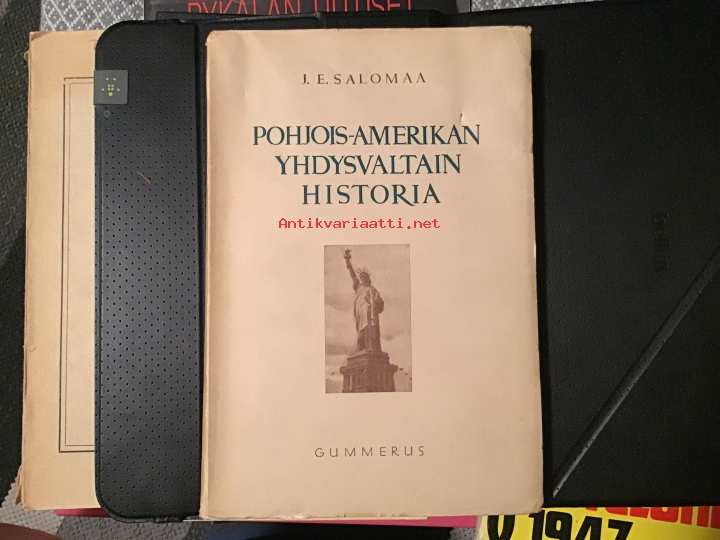 J. E. SALOMAA
POHJOIS-AMERIKAN
YHDYSVALTAIN
HISTORIA
Antikvariaatti.net
GUMMERUS
1947